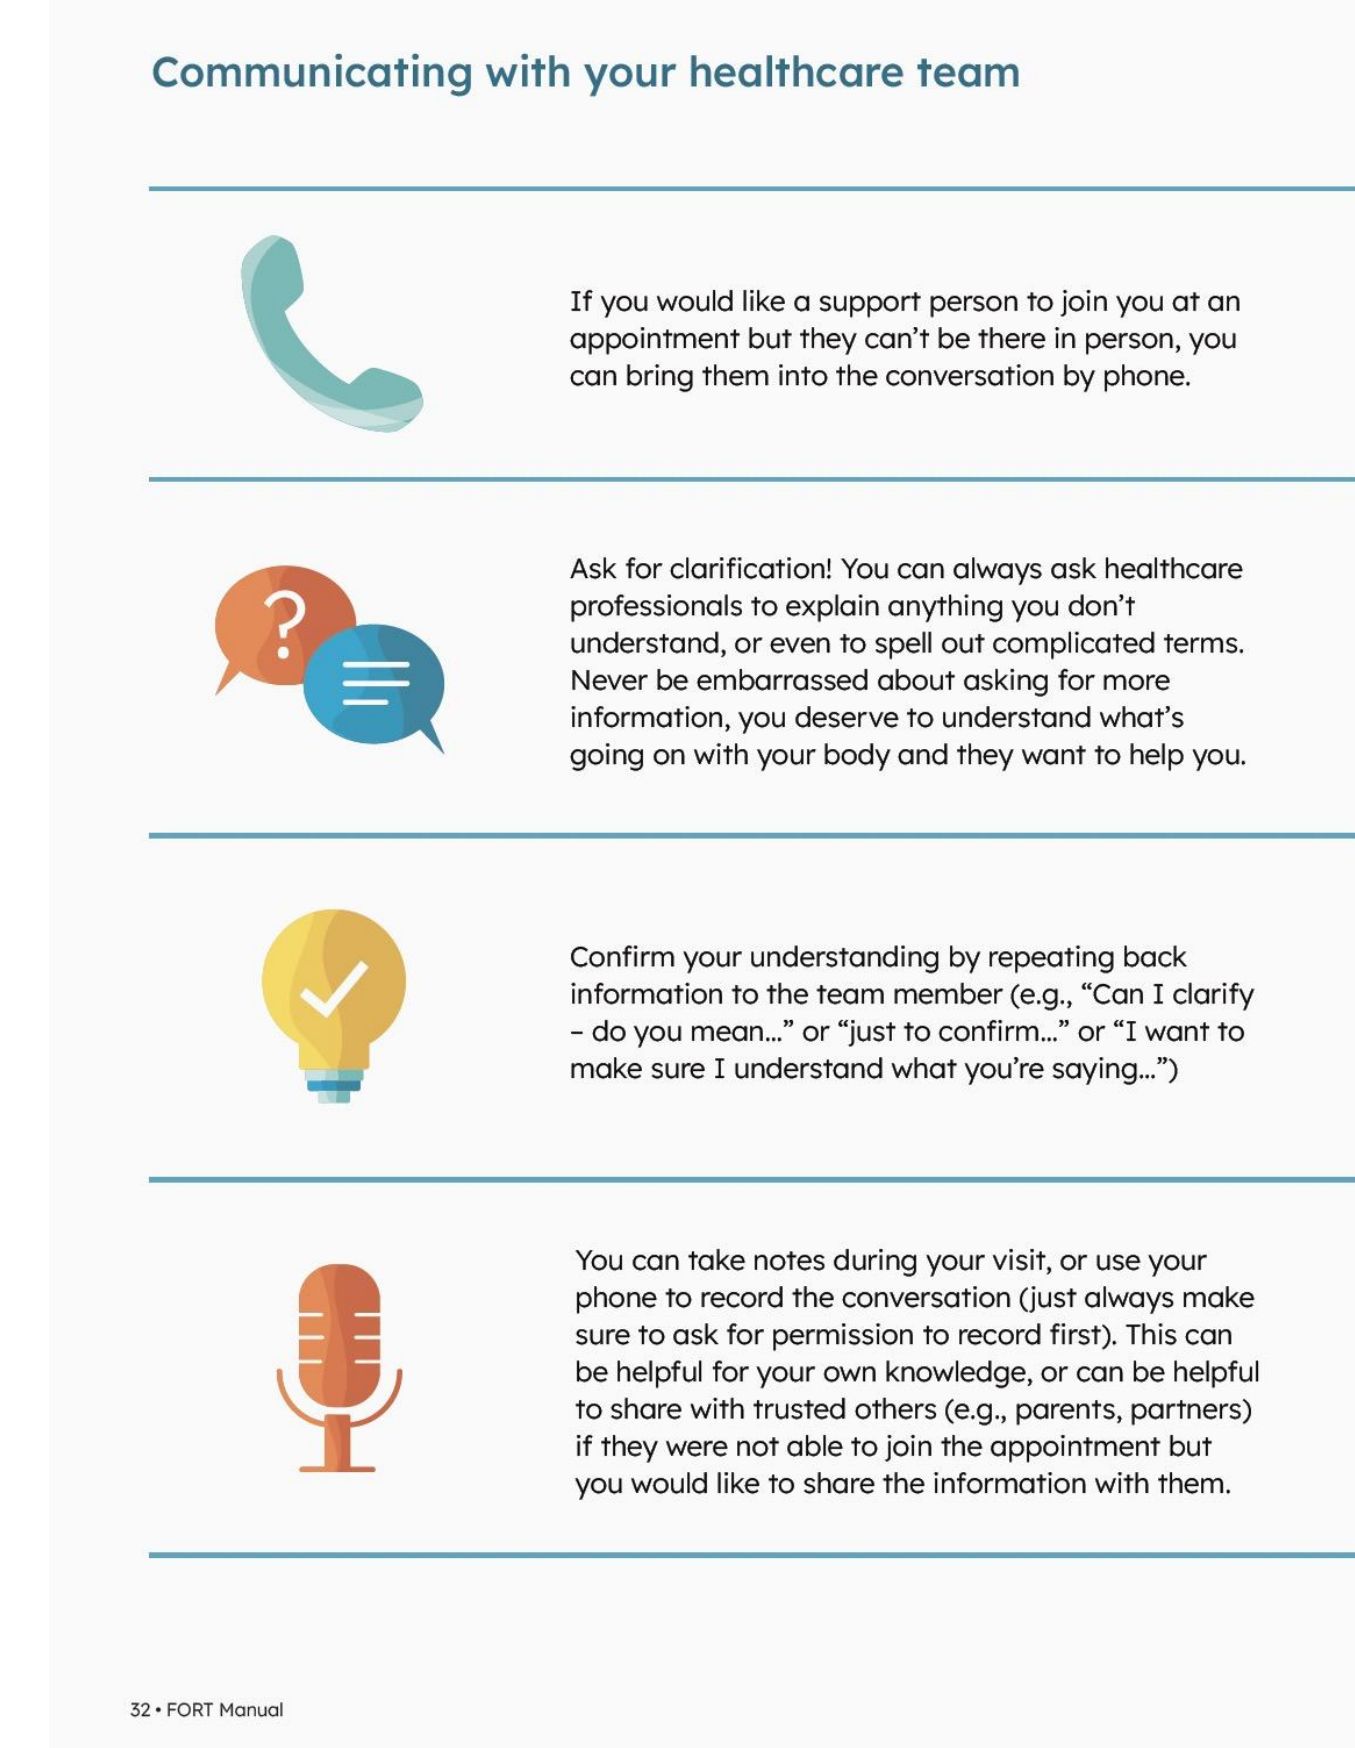 Communicating with your healthcare team
If you would like a support person to join you at an
appointment but they can’t be there in person, you
can bring them into the conversation by phone.
?
Ask for clarification! You can always ask healthcare
professionals to explain anything you don’t
understand, or even to spell out complicated terms.
Never be embarrassed about asking for more
information, you deserve to understand what’s
going on with your body and they want to help you.
Confirm your understanding by repeating back
information to the team member (e.g., “Can I clarify
– do you mean...” or “just to confirm...” or “I want to
make sure I understand what you’re saying...”)
You can take notes during your visit, or use your
phone to record the conversation (just always make
sure to ask for permission to record first). This can
be helpful for your own knowledge, or can be helpful
to share with trusted others (e.g., parents, partners)
if they were not able to join the appointment but
you would like to share the information with them.
32 • FORT Manual